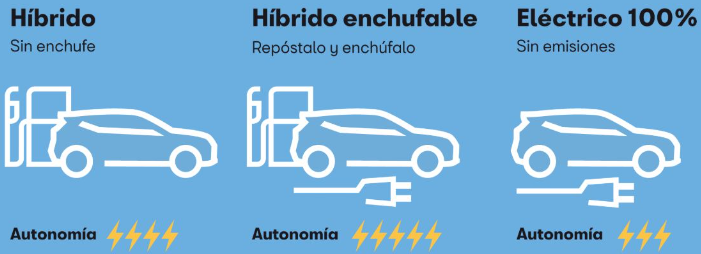 Híbrido
Sin enchufe
Autonomía
Híbrido enchufable
Repóstalo y enchúfalo
Autonomía
Eléctrico 100%
Sin emisiones
Autonomía